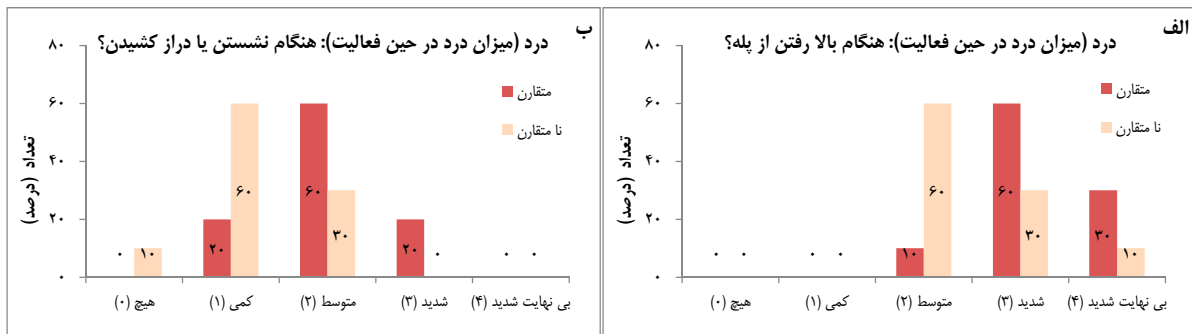 الف
درد (میزان درد در حین فعالیت): هنگام بالا رفتن از پله؟
متقارن
نا متقارن
تعداد (درصد)
۸۰
۶۰
۴۰
۲۰
۰
۰ ۰ ۰ ۰ ۱۰ ۶۰ ۶۰ ۳۰ ۳۰ ۱۰
هیچ (۰) کمی (۱) متوسط (۲) شدید (۳) بی نهایت شدید (۴)
ب
درد (میزان درد در حین فعالیت): هنگام نشستن یا دراز کشیدن؟
متقارن
نا متقارن
تعداد (درصد)
۸۰
۶۰
۴۰
۲۰
۰
۰ ۱۰ ۲۰ ۶۰ ۶۰ ۳۰ ۲۰ ۰ ۰ ۰
هیچ (۰) کمی (۱) متوسط (۲) شدید (۳) بی نهایت شدید (۴)